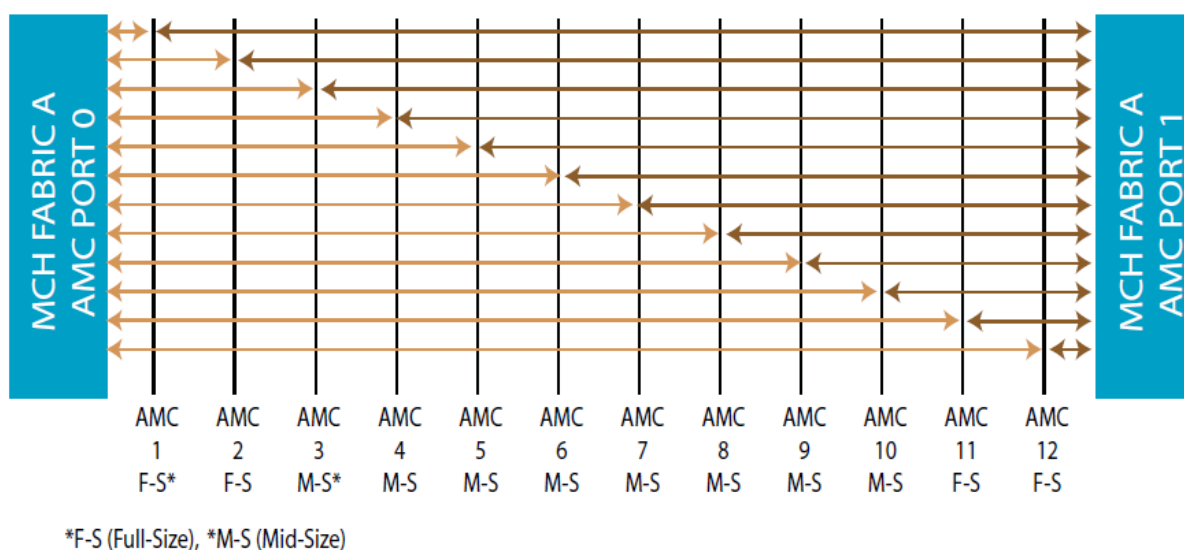 MCH FABRIC A
AMC PORT 0
MCH FABRIC A
AMC PORT 1
AMC AMC AMC AMC AMC AMC AMC AMC AMC AMC AMC AMC
1 2 3 4 5 6 7 8 9 10 11 12
F-S* F-S M-S* M-S M-S M-S M-S M-S M-S M-S F-S F-S
*F-S (Full-Size), *M-S (Mid-Size)